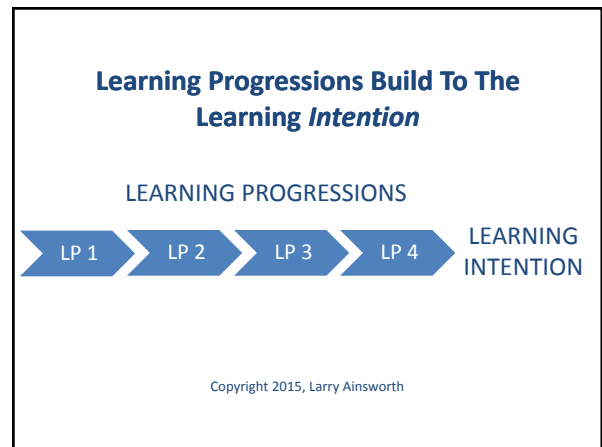 Learning Progressions Build To The
Learning Intention
LEARNING PROGRESSIONS
LP 1
LP 2
LP 3
LP 4
LEARNING
INTENTION
Copyright 2015, Larry Ainsworth